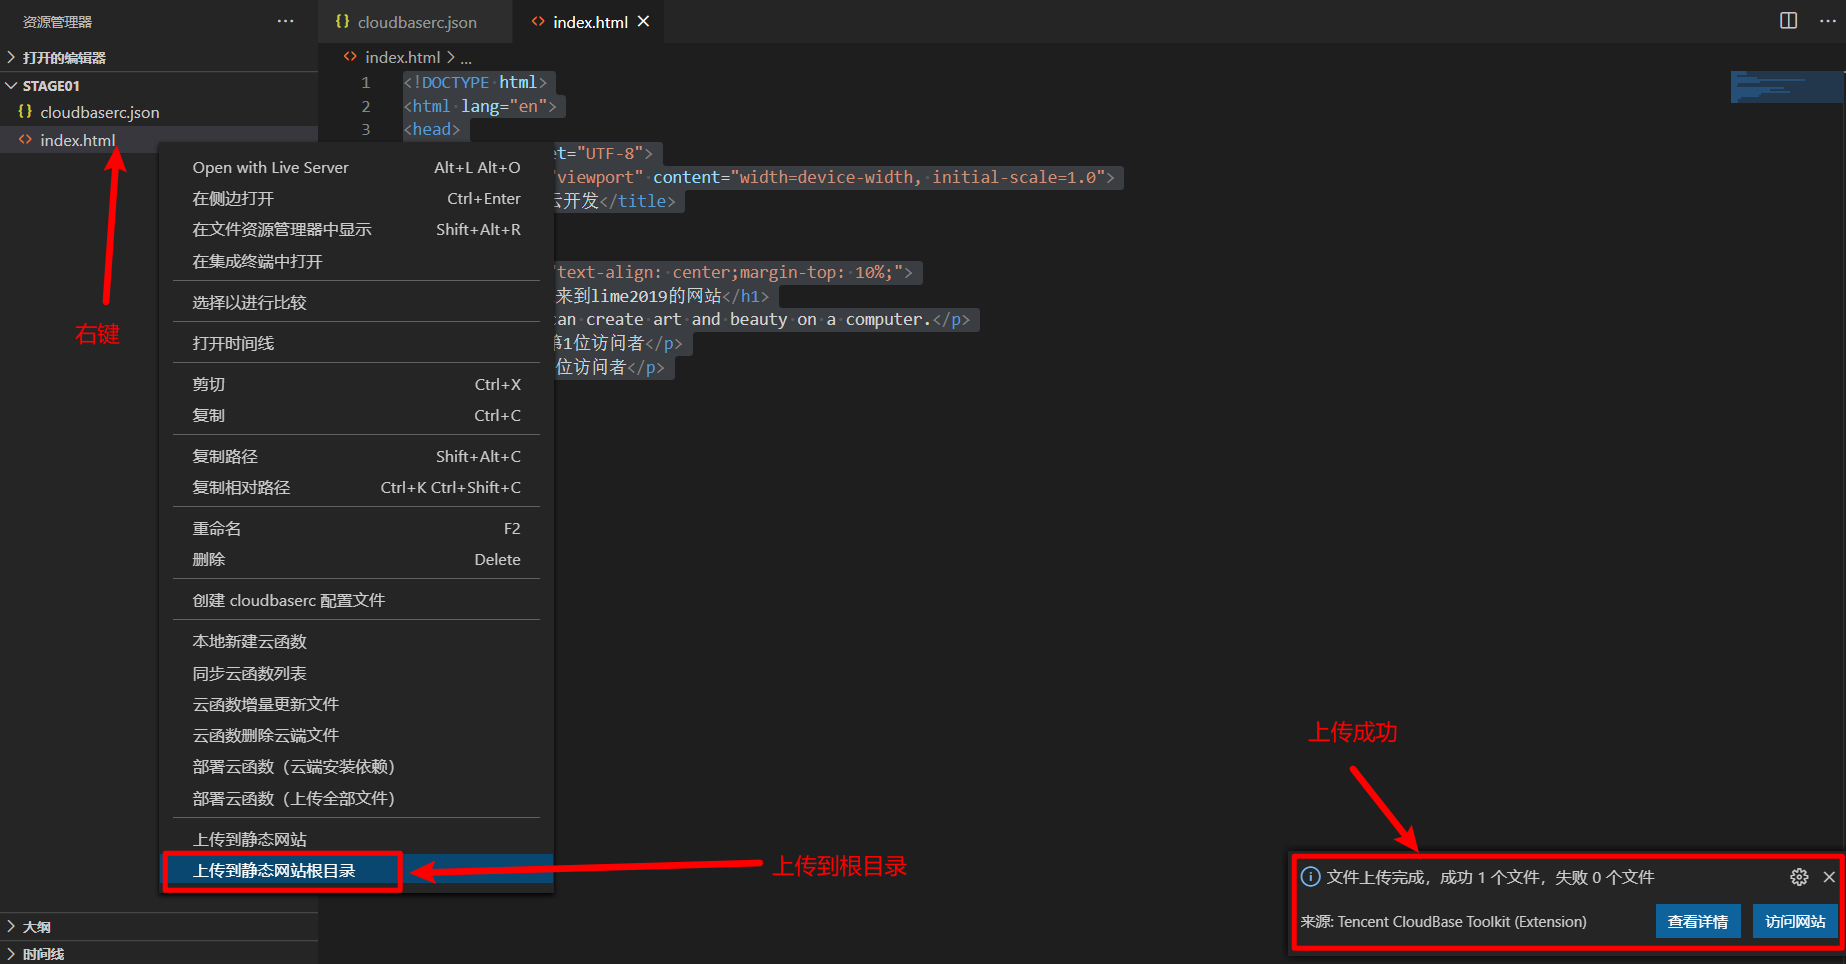 资源管理器 ···
打开的编辑器
STAGE01
{} cloudbaserc.json
<> index.html
右键
{} cloudbaserc.json
<> index.html ×
<> index.html > ...
1 <!DOCTYPE html>
2 <html lang="en">
3 <head>
et="UTF-8">
viewport" content="width=device-width, initial-scale=1.0">
云开发</title>
text-align: center;margin-top: 10%;">
来到lime2019的网站</h1>
can create art and beauty on a computer.</p>
第1位访问者</p>
位访问者</p>
Open with Live Server Alt+L Alt+O
在侧边打开 Ctrl+Enter
在文件资源管理器中显示 Shift+Alt+R
在集成终端中打开
选择以进行比较
打开时间线
剪切 Ctrl+X
复制 Ctrl+C
复制路径 Shift+Alt+C
复制相对路径 Ctrl+K Ctrl+Shift+C
重命名 F2
删除 Delete
创建 cloudbaserc 配置文件
本地新建云函数
同步云函数列表
云函数增量更新文件
云函数删除云端文件
部署云函数（云端安装依赖）
部署云函数（上传全部文件）
上传到静态网站
上传到静态网站根目录
上传到根目录
上传成功
文件上传完成，成功 1 个文件，失败 0 个文件
来源: Tencent CloudBase Toolkit (Extension)
查看详情
访问网站
大纲
时间线